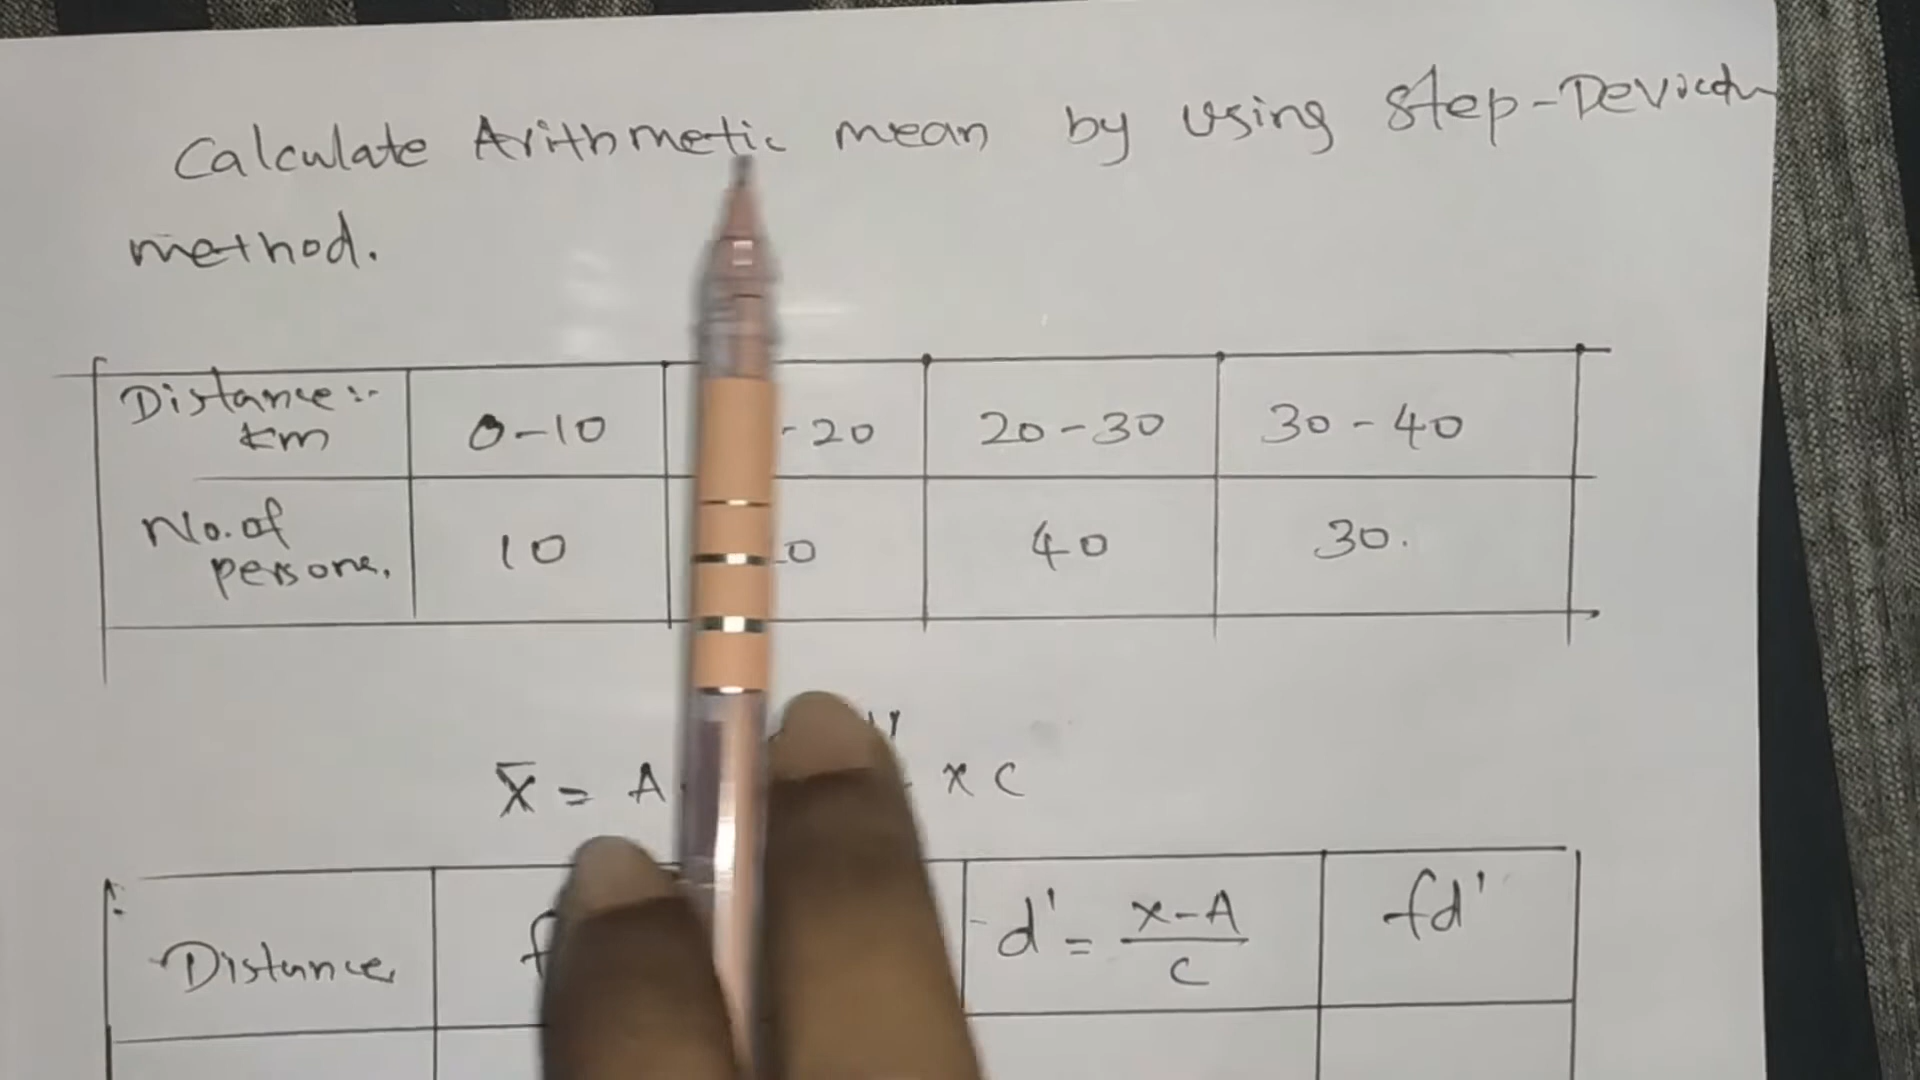 Calculate Arithmetic mean by using step-Deviation
method.
Distance:- 0-10 -20 20-30 30-40
km
No. of 10 0 40 30.
persons.
X̄ = A x C
Distance f d' = x-A / C fd'